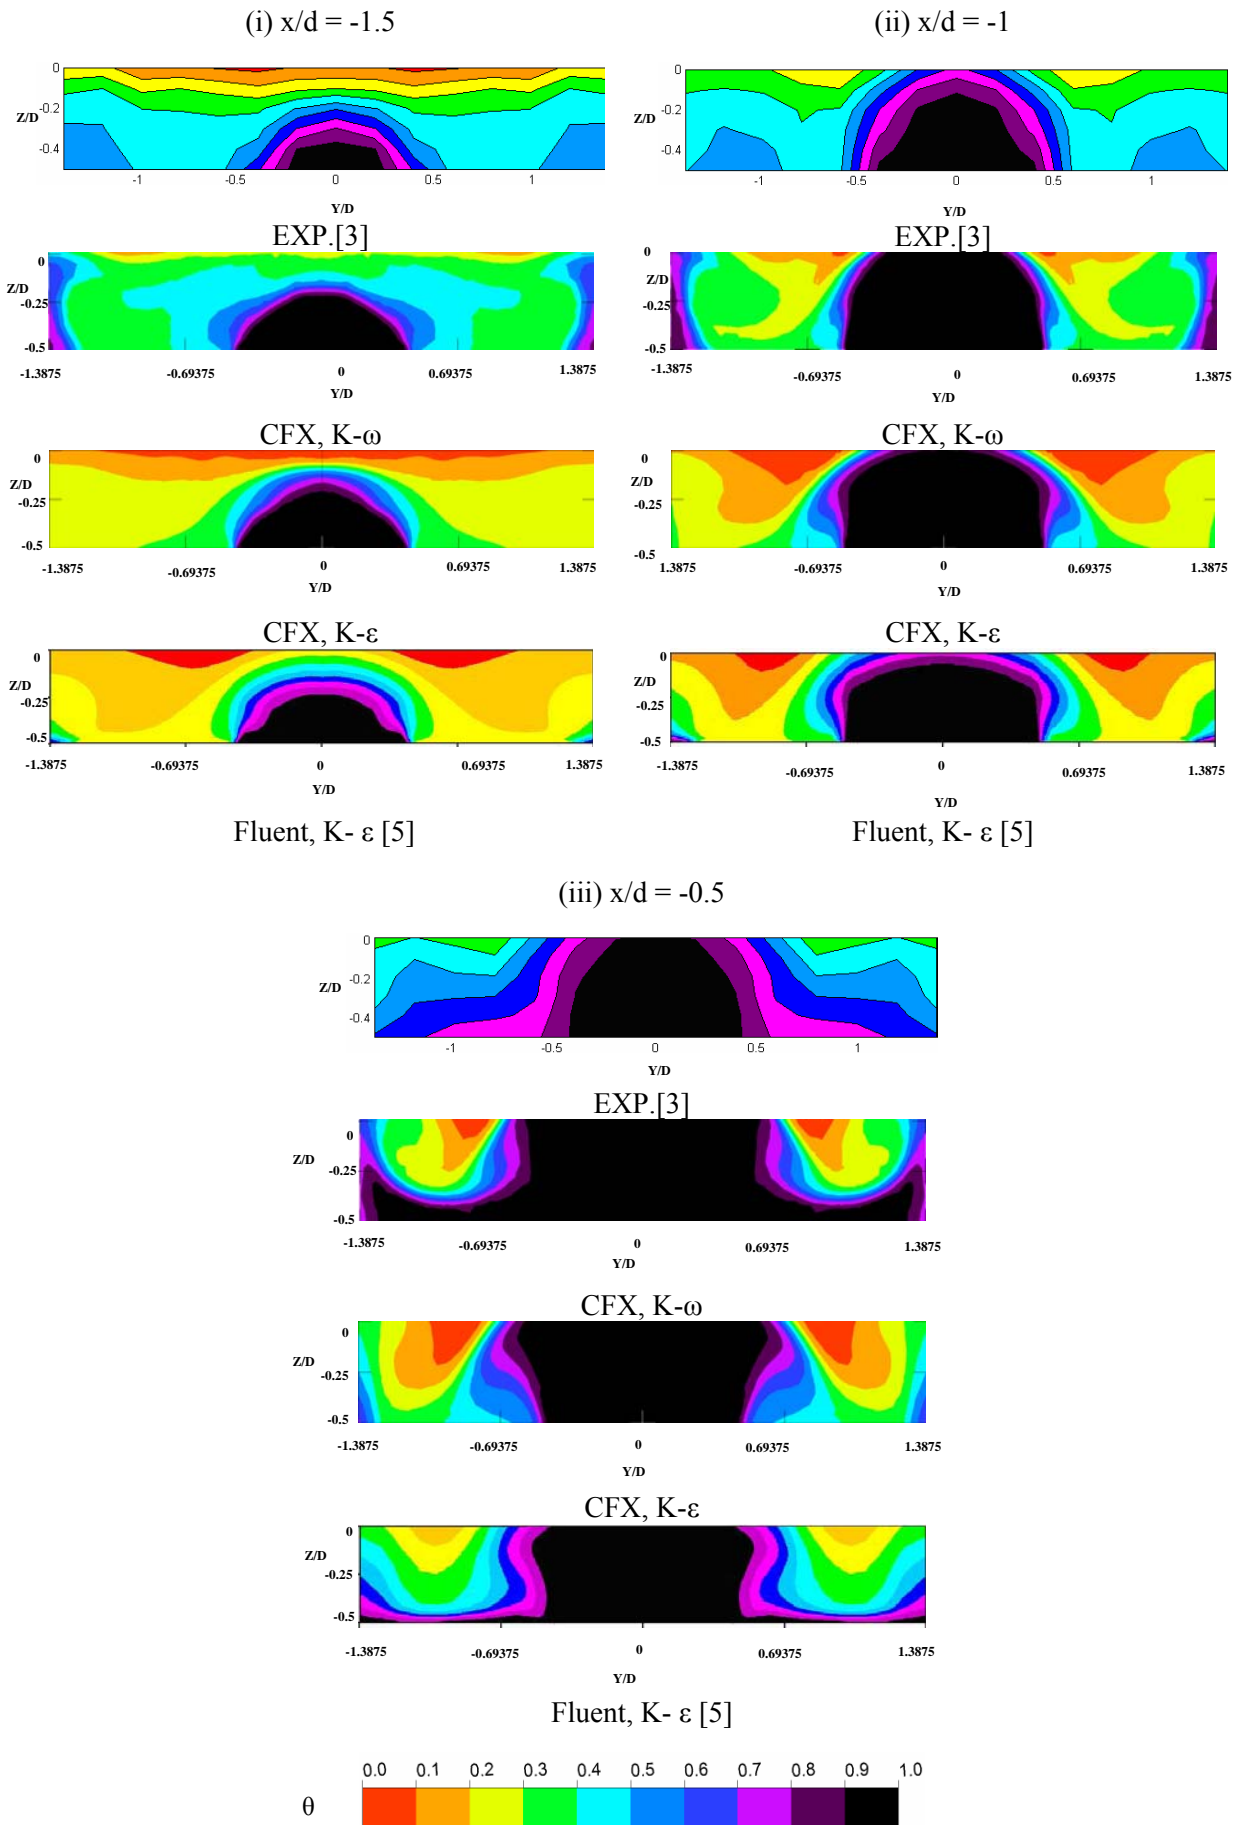 (i) x/d = -1.5
(ii) x/d = -1
0
-0.2
Z/D
-0.4
-1
-0.5
0
0.5
1
Y/D
EXP.[3]
0
-0.2
Z/D
-0.4
-1
-0.5
0
0.5
1
Y/D
EXP.[3]
0
Z/D
-0.25
-0.5
-1.3875
-0.69375
0
0.69375
1.3875
Y/D
CFX, K-ω
0
Z/D
-0.25
-0.5
-1.3875
-0.69375
0
0.69375
1.3875
Y/D
CFX, K-ω
0
Z/D
-0.25
-0.5
-1.3875
-0.69375
0
0.69375
1.3875
Y/D
CFX, K-ε
0
Z/D
-0.25
-0.5
1.3875
-0.69375
0
0.69375
1.3875
Y/D
CFX, K-ε
0
Z/D
-0.25
-0.5
-1.3875
-0.69375
0
0.69375
1.3875
Y/D
Fluent, K- ε [5]
0
Z/D
-0.25
-0.5
-1.3875
-0.69375
0
0.69375
1.3875
Y/D
Fluent, K- ε [5]
(iii) x/d = -0.5
0
-0.2
Z/D
-0.4
-1
-0.5
0
0.5
1
Y/D
EXP.[3]
0
Z/D
-0.25
-0.5
-1.3875
-0.69375
0
0.69375
1.3875
Y/D
CFX, K-ω
0
Z/D
-0.25
-0.5
-1.3875
-0.69375
0
0.69375
1.3875
Y/D
CFX, K-ε
0
Z/D
-0.25
-0.5
-1.3875
-0.69375
0
0.69375
1.3875
Y/D
Fluent, K- ε [5]
0.0 0.1 0.2 0.3 0.4 0.5 0.6 0.7 0.8 0.9 1.0
θ